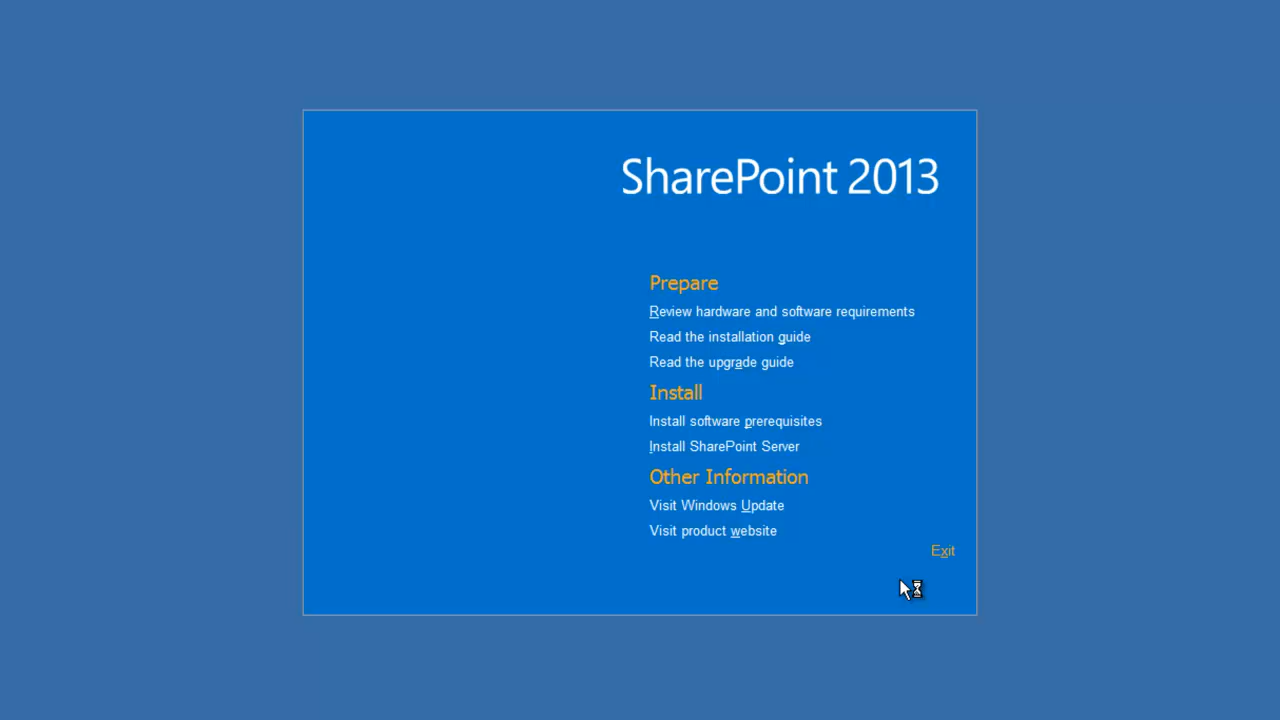 SharePoint 2013
Prepare
Review hardware and software requirements
Read the installation guide
Read the upgrade guide
Install
Install software prerequisites
Install SharePoint Server
Other Information
Visit Windows Update
Visit product website
Exit